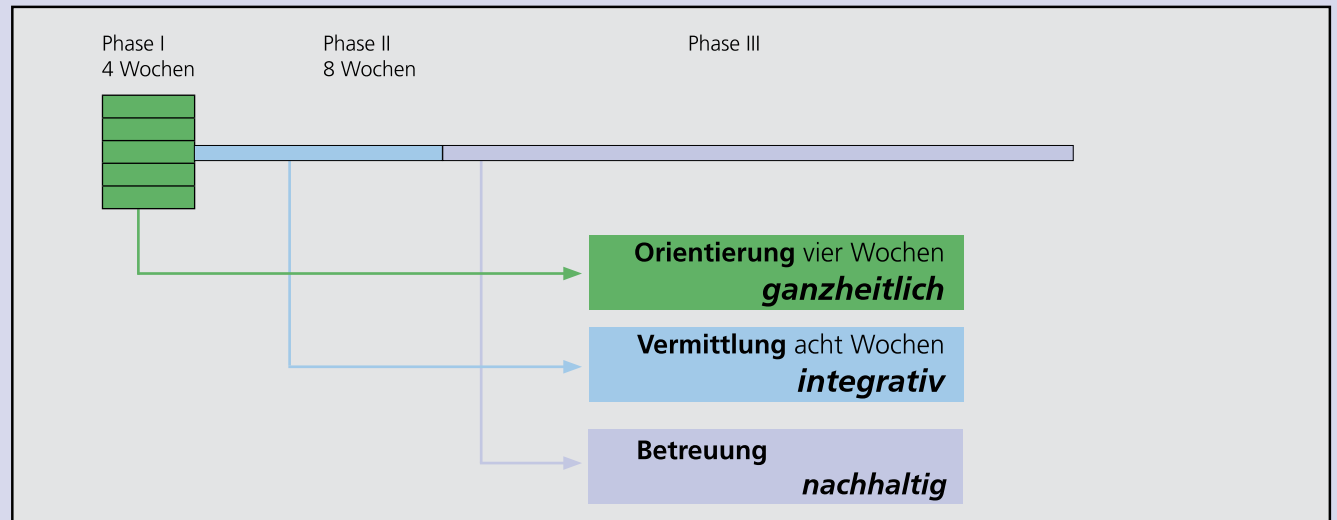 Phase I
4 Wochen
Phase II
8 Wochen
Phase III
Orientierung vier Wochen
ganzheitlich
Vermittlung acht Wochen
integrativ
Betreuung
nachhaltig